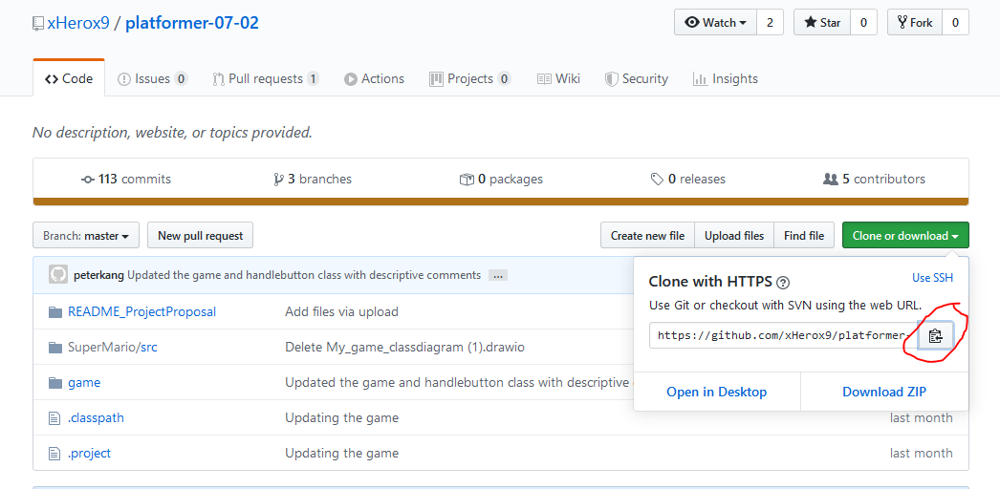 xHerox9 / platformer-07-02
Watch 2 Star 0 Fork 0
Code Issues 0 Pull requests 1 Actions Projects 0 Wiki Security Insights
No description, website, or topics provided.
113 commits 3 branches 0 packages 0 releases 5 contributors
Branch: master New pull request Create new file Upload files Find file Clone or download
peterkang Updated the game and handlebutton class with descriptive comments ...
Clone with HTTPS ? Use SSH
Use Git or checkout with SVN using the web URL.
https://github.com/xHerox9/platformer-
Open in Desktop Download ZIP
README_ProjectProposal Add files via upload
SuperMario/src Delete My_game_classdiagram (1).drawio
game Updated the game and handlebutton class with descriptive
.classpath Updating the game last month
.project Updating the game last month